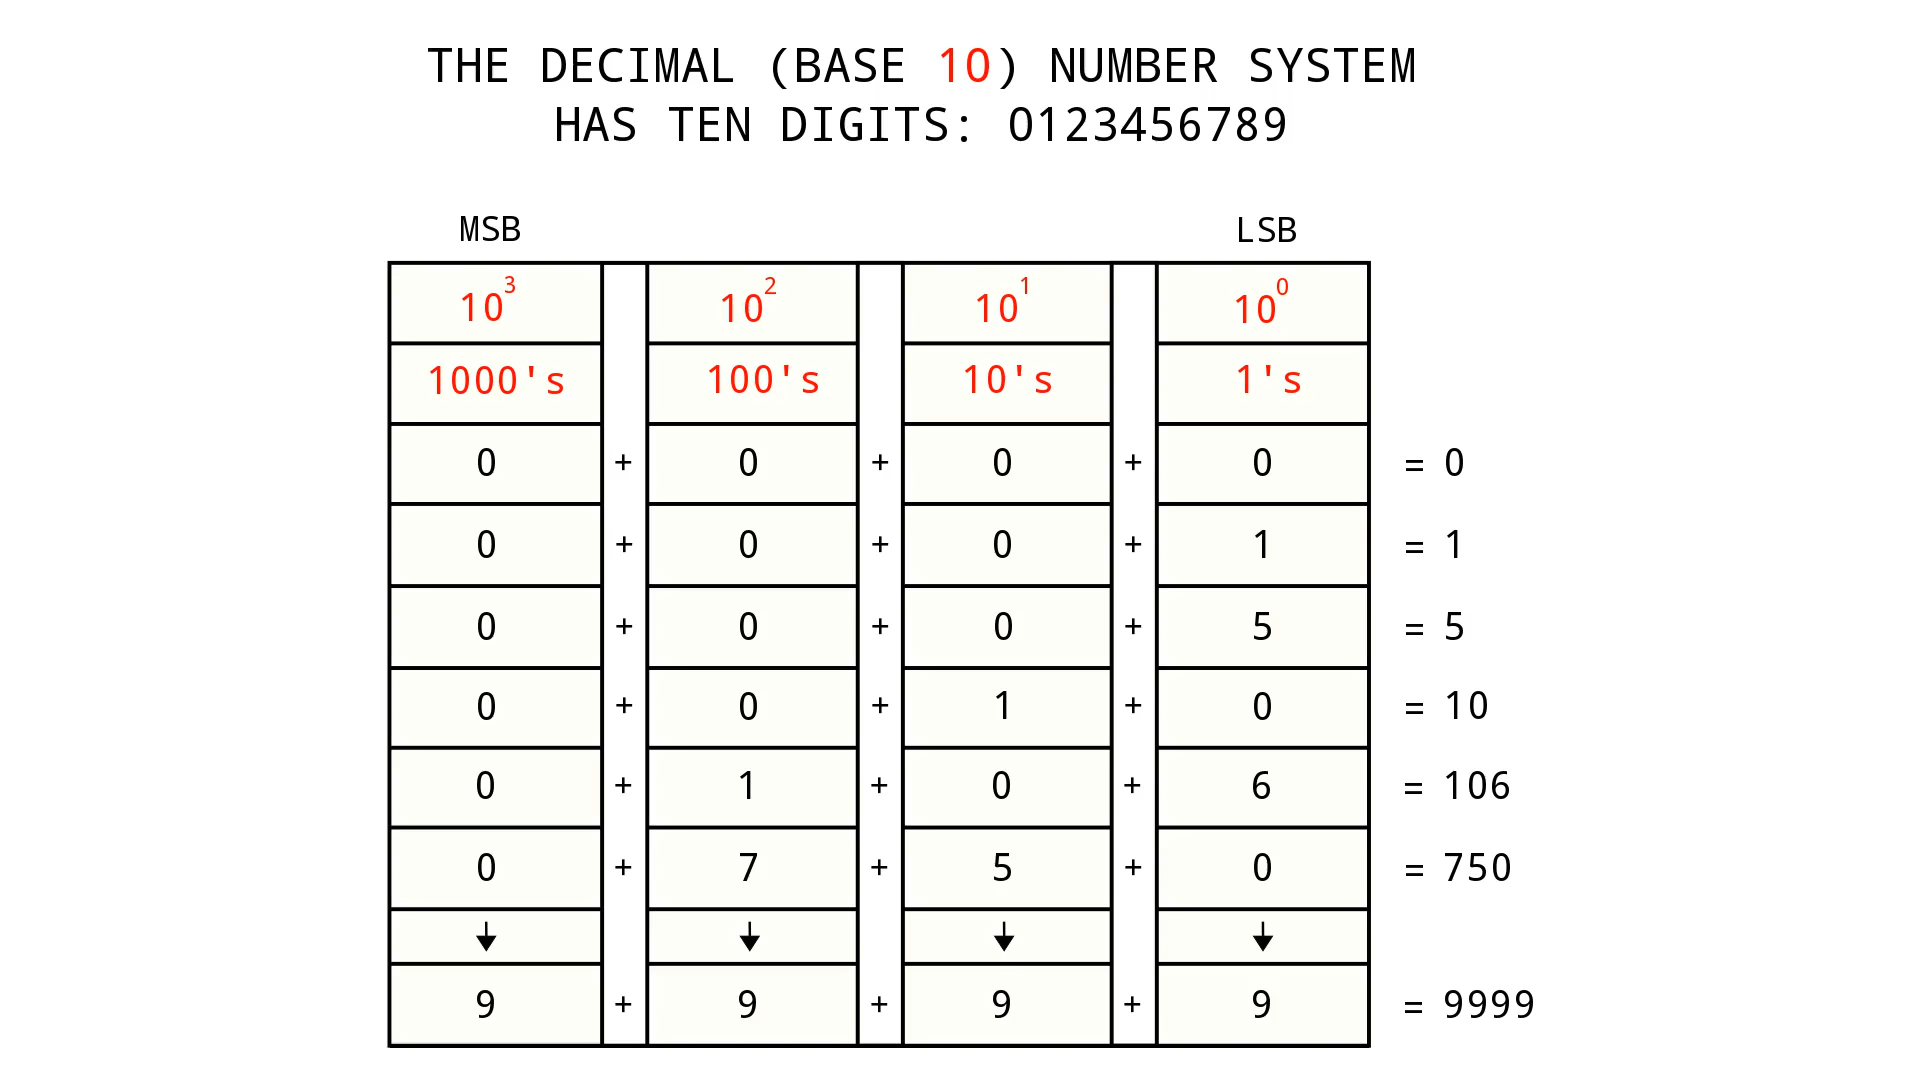 THE DECIMAL (BASE 10) NUMBER SYSTEM
HAS TEN DIGITS: 0123456789
MSB LSB
10³ 10² 10¹ 10⁰
1000's 100's 10's 1's
0 + 0 + 0 + 0 = 0
0 + 0 + 0 + 1 = 1
0 + 0 + 0 + 5 = 5
0 + 0 + 1 + 0 = 10
0 + 1 + 0 + 6 = 106
0 + 7 + 5 + 0 = 750
9 + 9 + 9 + 9 = 9999